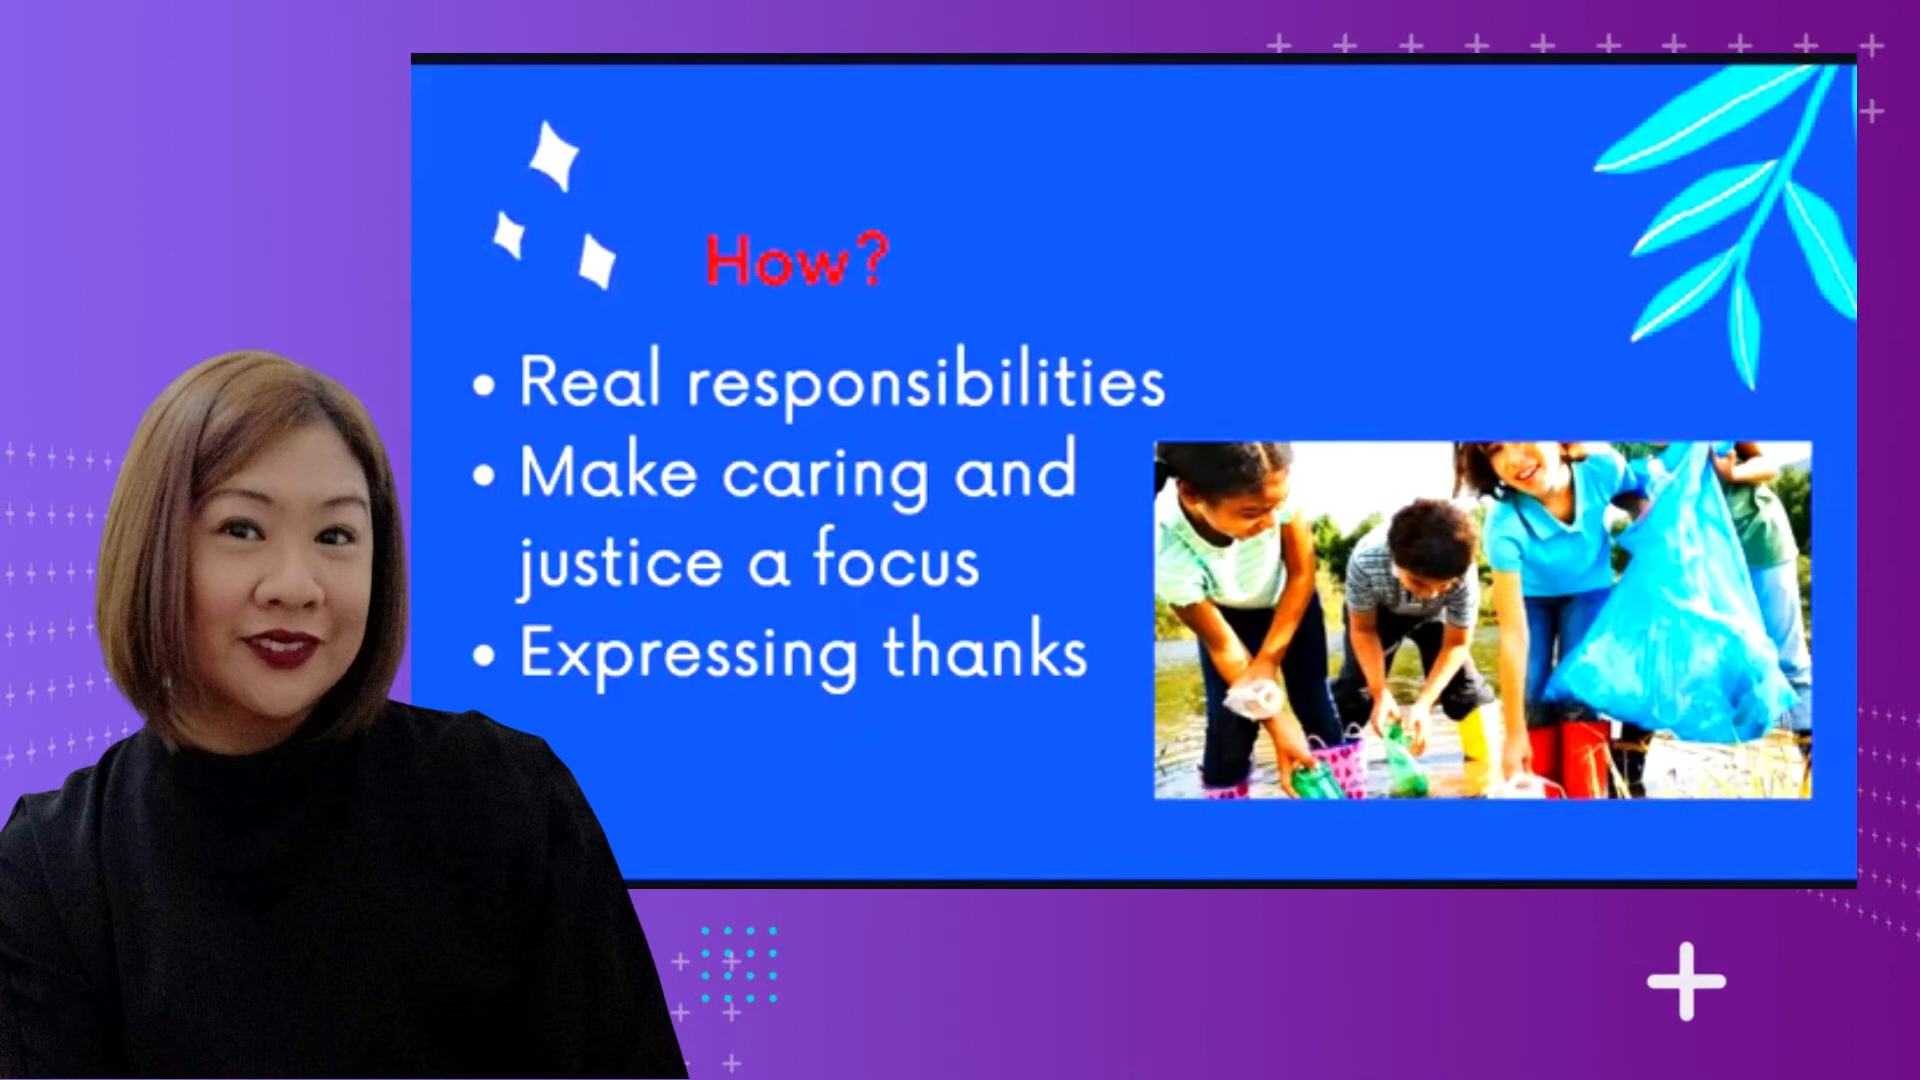 How?
• Real responsibilities
• Make caring and
justice a focus
• Expressing thanks